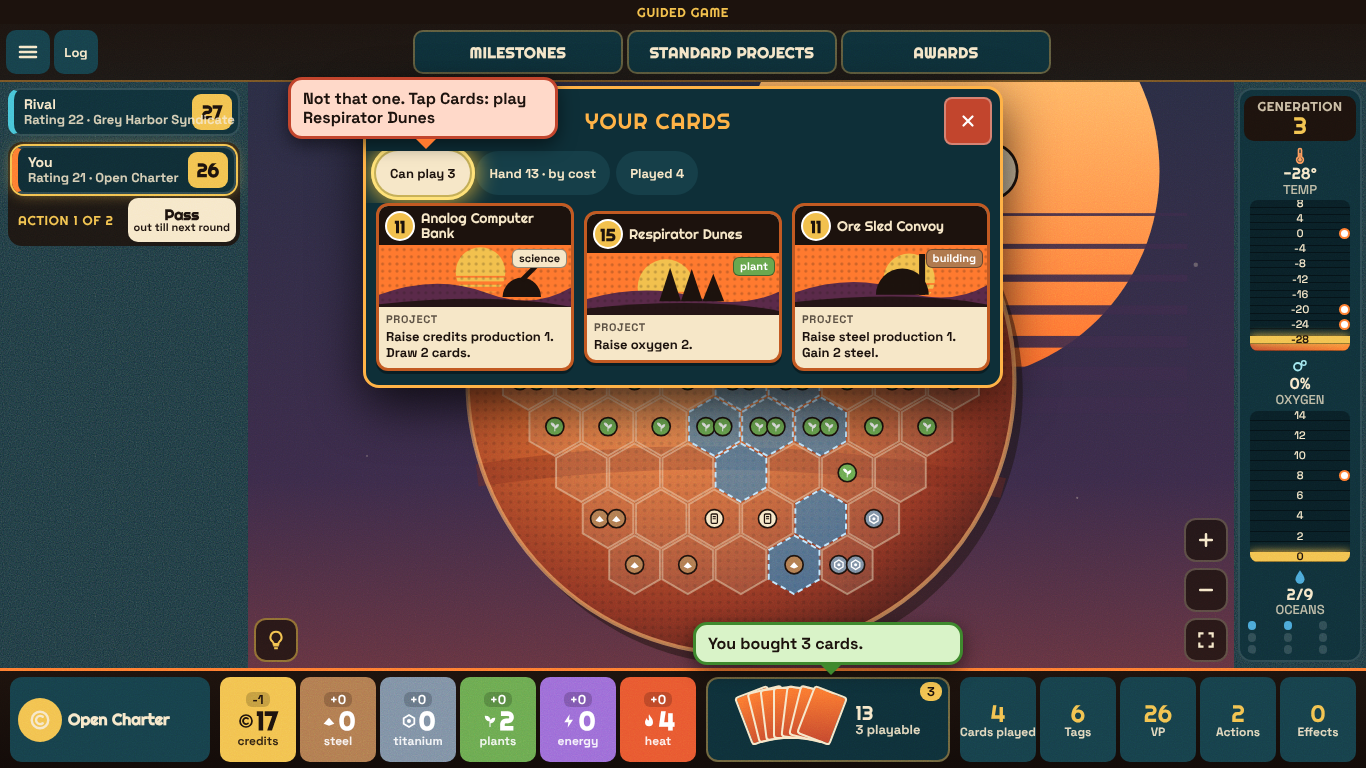 GUIDED GAME
Log
MILESTONES
STANDARD PROJECTS
AWARDS
Rival
Rating 22 · Grey Harbor Syndicate
27
You
Rating 21 · Open Charter
26
ACTION 1 OF 2
Pass
out till next round
Not that one. Tap Cards: play
Respirator Dunes
YOUR CARDS
×
Can play 3
Hand 13 · by cost
Played 4
11
Analog Computer
Bank
science
PROJECT
Raise credits production 1.
Draw 2 cards.
15
Respirator Dunes
plant
PROJECT
Raise oxygen 2.
11
Ore Sled Convoy
building
PROJECT
Raise steel production 1.
Gain 2 steel.
GENERATION
3
-28°
TEMP
8
4
0
-4
-8
-12
-16
-20
-24
-28
0%
OXYGEN
14
12
10
8
6
4
2
0
2/9
OCEANS
+
−
You bought 3 cards.
© Open Charter
-1
© 17
credits
+0
0
steel
+0
0
titanium
+0
2
plants
+0
0
energy
+0
4
heat
3
13
3 playable
4
Cards played
6
Tags
26
VP
2
Actions
0
Effects